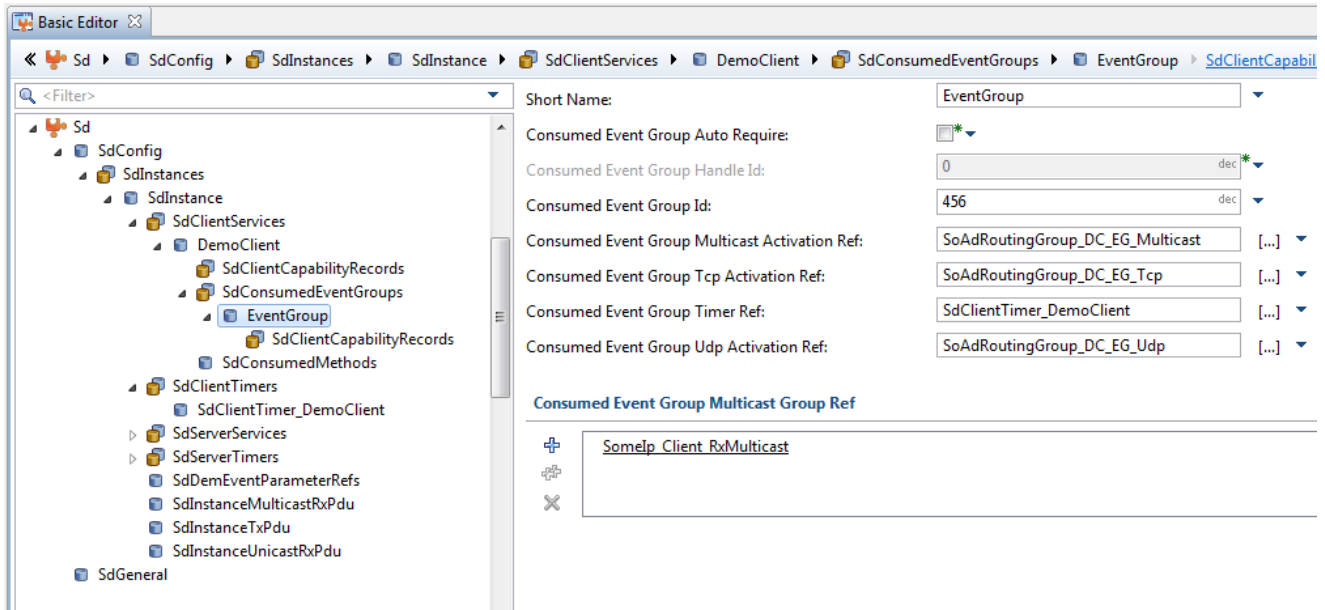 Basic Editor
Sd SdConfig SdInstances SdInstance SdClientServices DemoClient SdConsumedEventGroups EventGroup SdClientCapabil
<Filter>
Sd
SdConfig
SdInstances
SdInstance
SdClientServices
DemoClient
SdClientCapabilityRecords
SdConsumedEventGroups
EventGroup
SdClientCapabilityRecords
SdConsumedMethods
SdClientTimers
SdClientTimer_DemoClient
SdServerServices
SdServerTimers
SdDemEventParameterRefs
SdInstanceMulticastRxPdu
SdInstanceTxPdu
SdInstanceUnicastRxPdu
SdGeneral
Short Name: EventGroup
Consumed Event Group Auto Require: *
Consumed Event Group Handle Id: 0 dec *
Consumed Event Group Id: 456 dec
Consumed Event Group Multicast Activation Ref: SoAdRoutingGroup_DC_EG_Multicast [...]
Consumed Event Group Tcp Activation Ref: SoAdRoutingGroup_DC_EG_Tcp [...]
Consumed Event Group Timer Ref: SdClientTimer_DemoClient [...]
Consumed Event Group Udp Activation Ref: SoAdRoutingGroup_DC_EG_Udp [...]
Consumed Event Group Multicast Group Ref
SomeIp_Client_RxMulticast